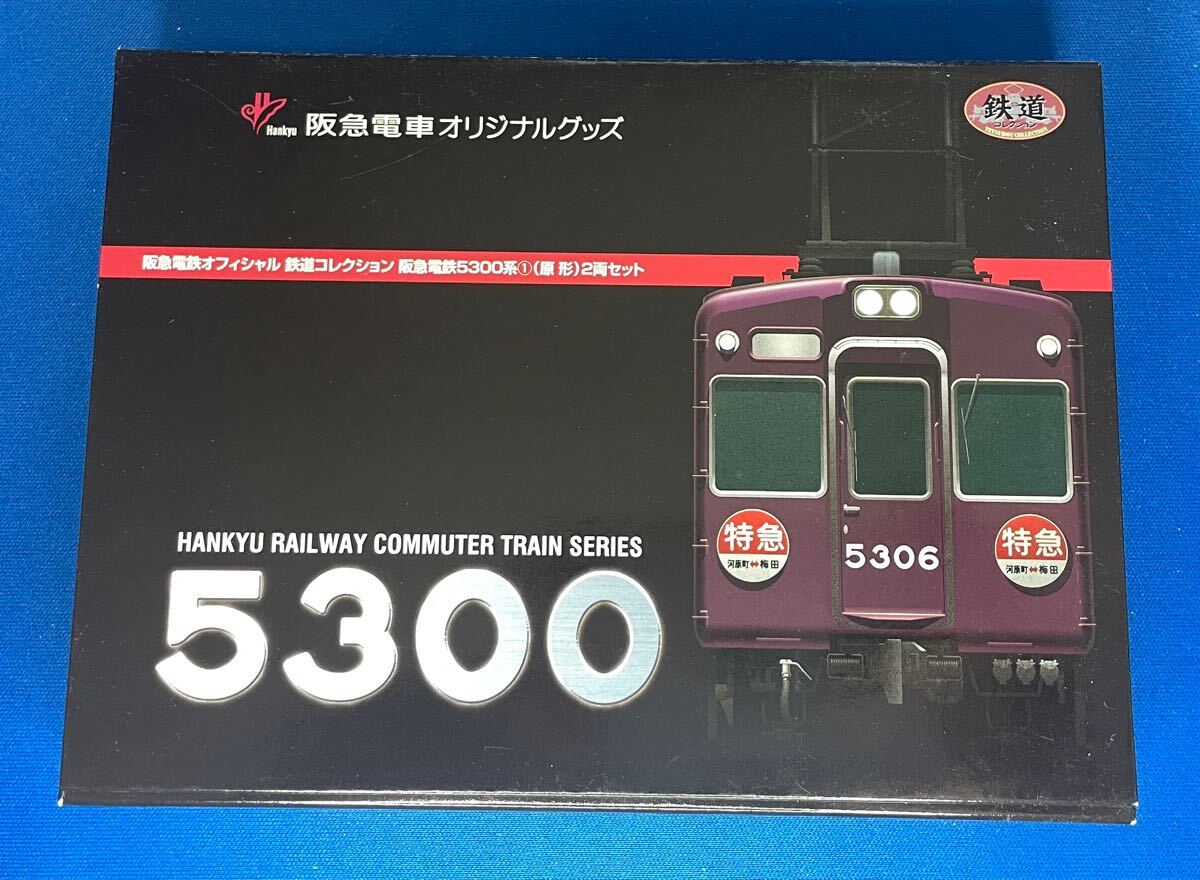 Hankyu 阪急電車オリジナルグッズ
鉄道
コレクション
TETSUDOU COLLECTION
阪急電鉄オフィシャル 鉄道コレクション 阪急電鉄5300系①(原形)2両セット
特急
河原町⇔梅田
5306
特急
河原町⇔梅田
HANKYU RAILWAY COMMUTER TRAIN SERIES
5300